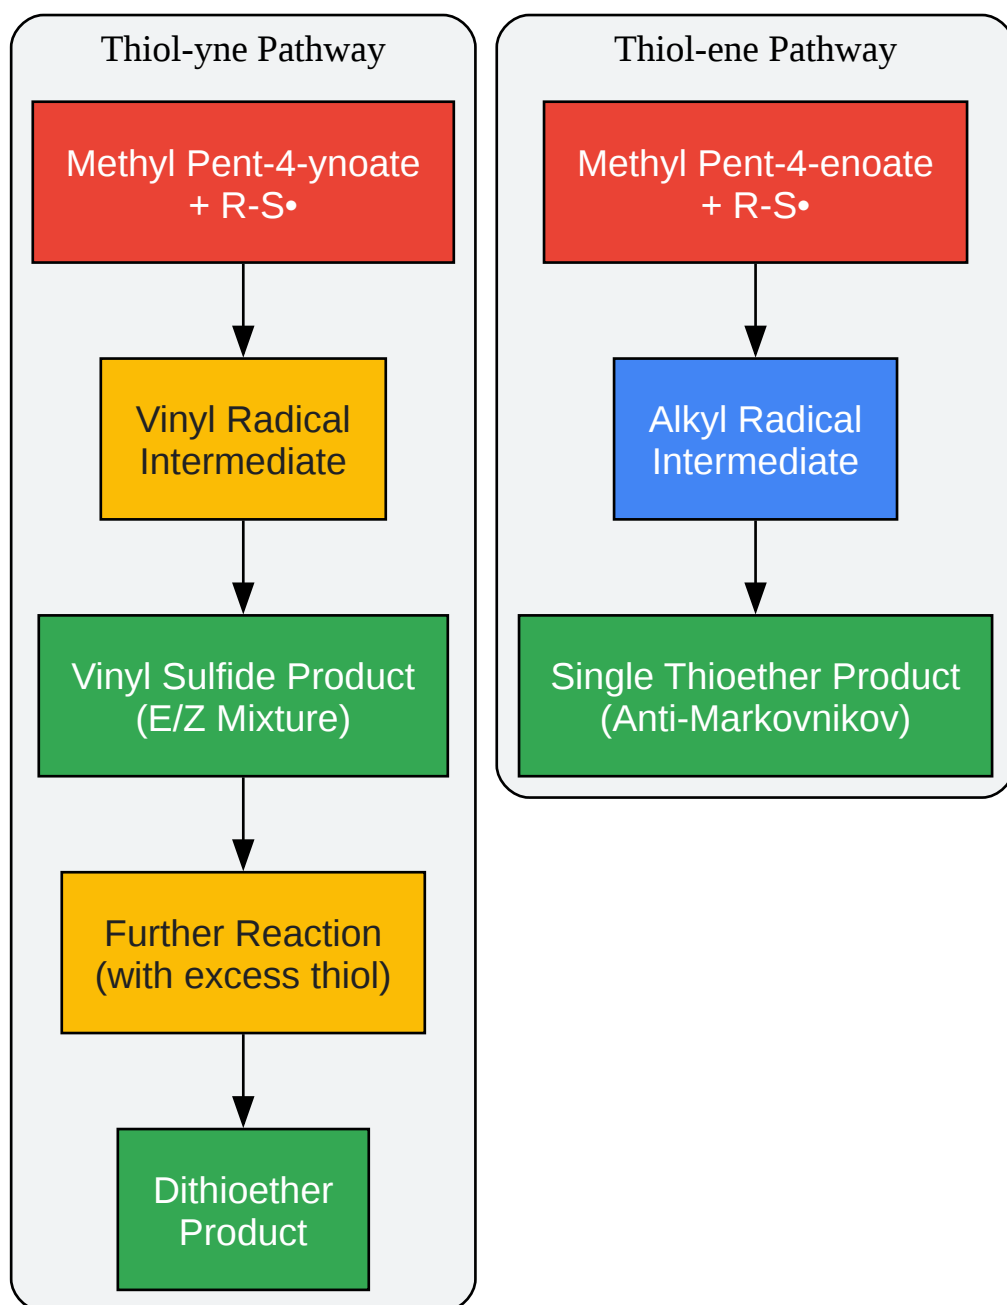 Thiol-yne Pathway
Methyl Pent-4-ynoate
+ R-S•
Vinyl Radical
Intermediate
Vinyl Sulfide Product
(E/Z Mixture)
Further Reaction
(with excess thiol)
Dithioether
Product
Thiol-ene Pathway
Methyl Pent-4-enoate
+ R-S•
Alkyl Radical
Intermediate
Single Thioether Product
(Anti-Markovnikov)